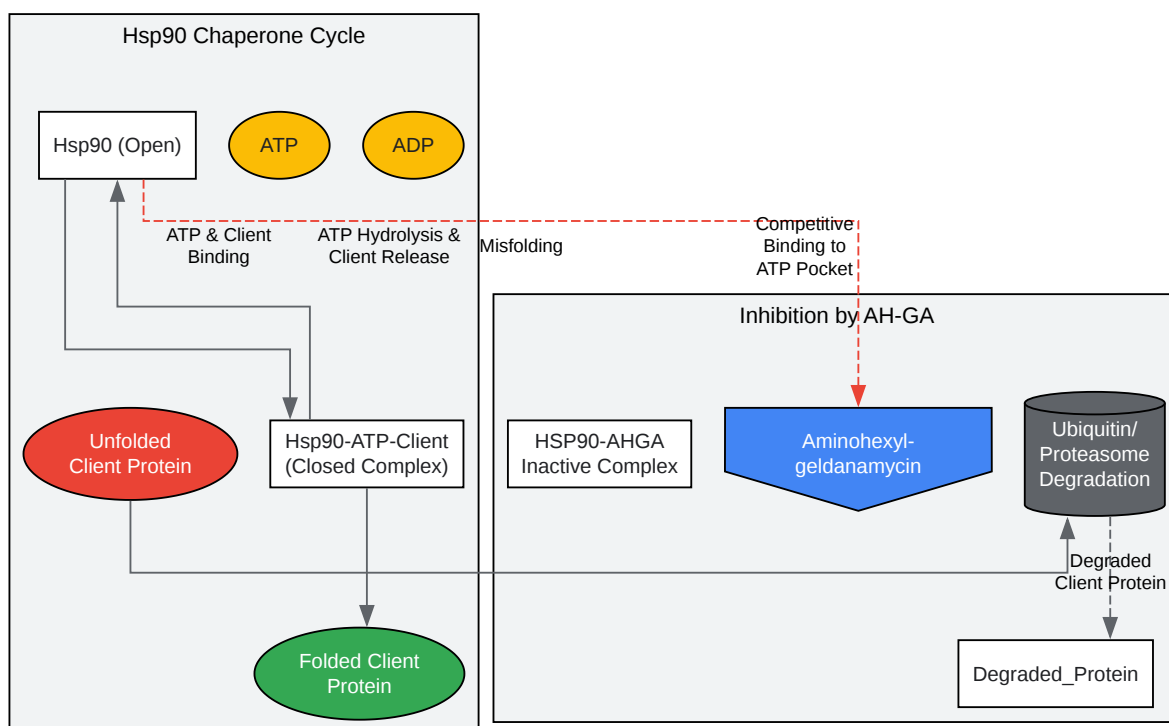 Hsp90 Chaperone Cycle
Hsp90 (Open)
ATP
ADP
ATP & Client
Binding
ATP Hydrolysis &
Client Release
Misfolding
Competitive
Binding to
ATP Pocket
Inhibition by AH-GA
Unfolded
Client Protein
Hsp90-ATP-Client
(Closed Complex)
HSP90-AHGA
Inactive Complex
Aminohexyl-
geldanamycin
Ubiquitin/
Proteasome
Degradation
Degraded
Client Protein
Folded Client
Protein
Degraded_Protein